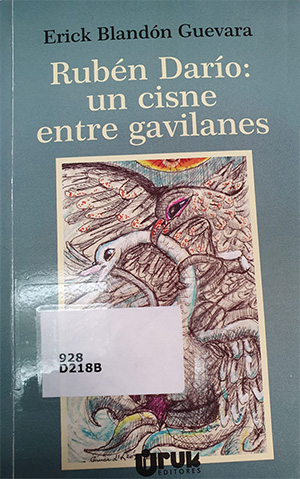 Erick Blandón Guevara
Rubén Darío:
un cisne
entre gavilanes
928
D218B
URUK
EDITORES